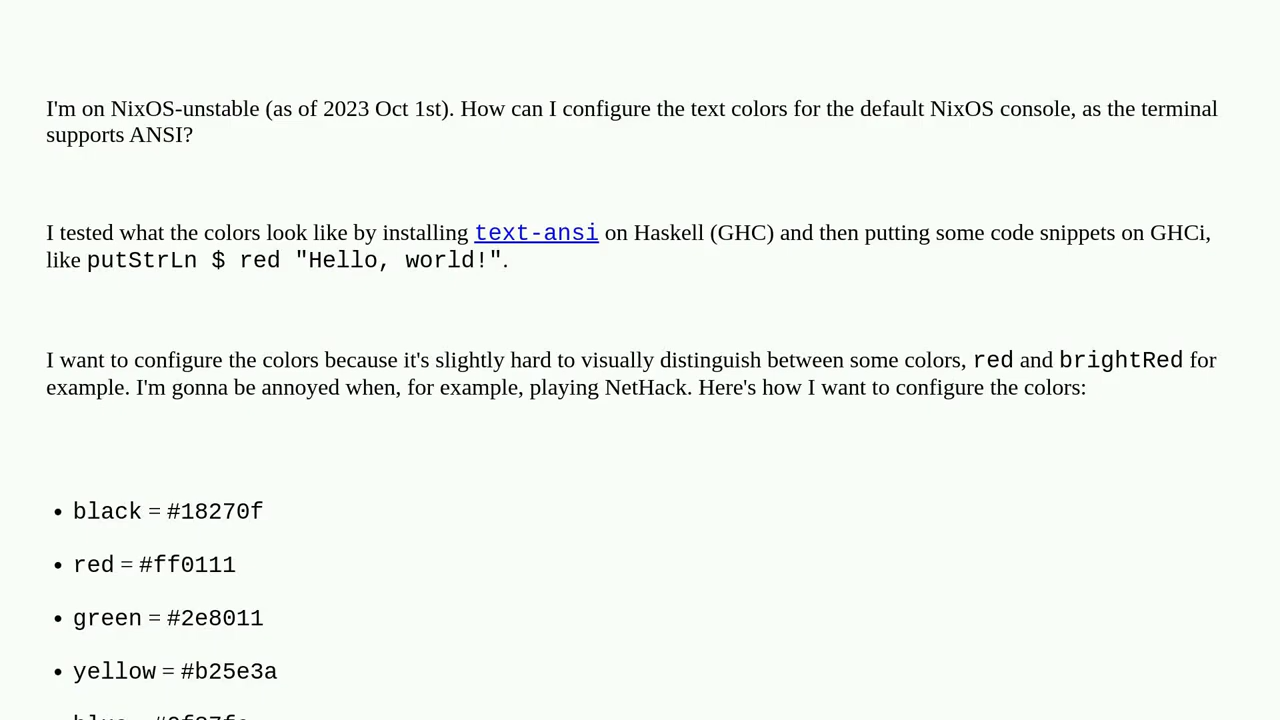 I'm on NixOS-unstable (as of 2023 Oct 1st). How can I configure the text colors for the default NixOS console, as the terminal
supports ANSI?
I tested what the colors look like by installing text-ansi on Haskell (GHC) and then putting some code snippets on GHCi,
like putStrLn $ red "Hello, world!".
I want to configure the colors because it's slightly hard to visually distinguish between some colors, red and brightRed for
example. I'm gonna be annoyed when, for example, playing NetHack. Here's how I want to configure the colors:
• black = #18270f
• red = #ff0111
• green = #2e8011
• yellow = #b25e3a